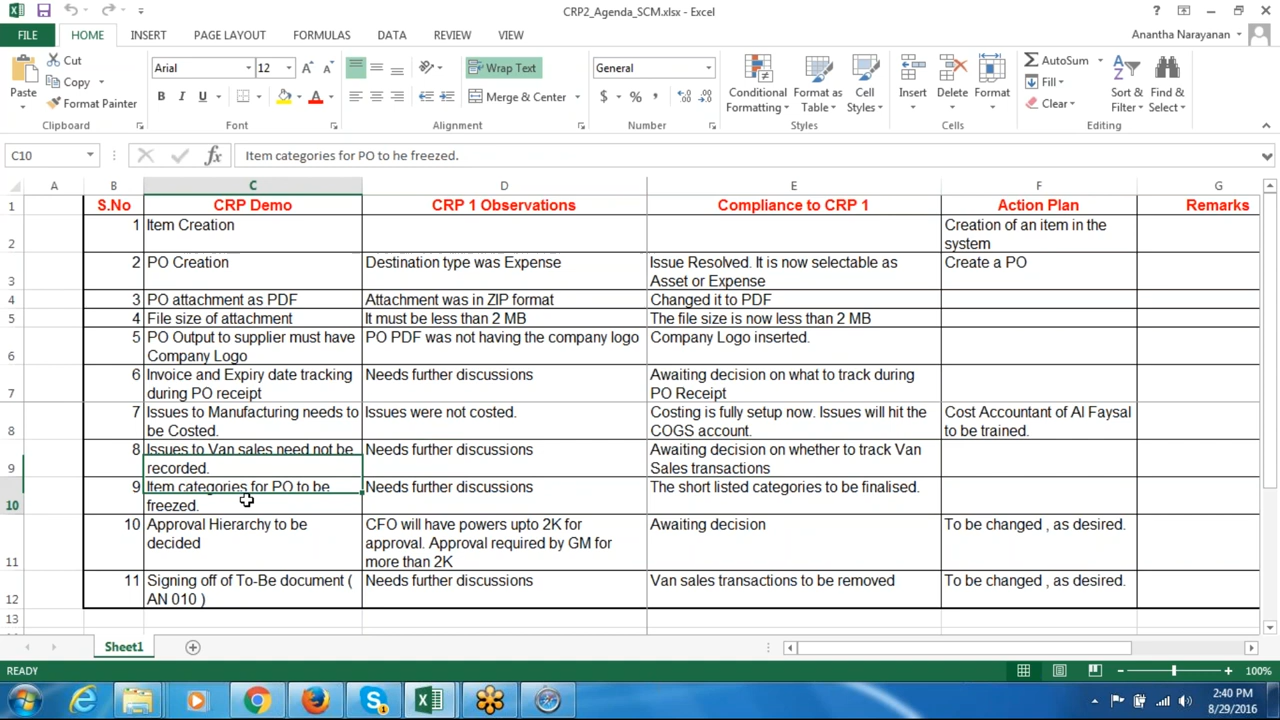 CRP2_Agenda_SCM.xlsx - Excel
FILE HOME INSERT PAGE LAYOUT FORMULAS DATA REVIEW VIEW Anantha Narayanan
Cut
Copy
Format Painter
Paste
Clipboard
Arial 12
B I U
Font
Wrap Text
Merge & Center
Alignment
General
$ % ,
Number
Conditional Formatting
Format as Table
Cell Styles
Styles
Insert Delete Format
Cells
AutoSum
Fill
Clear
Sort & Filter
Find & Select
Editing
C10 fx Item categories for PO to be freezed.
A B C D E F G
1 S.No CRP Demo CRP 1 Observations Compliance to CRP 1 Action Plan Remarks
2 1 Item Creation Creation of an item in the
system
3 2 PO Creation Destination type was Expense Issue Resolved. It is now selectable as Create a PO
Asset or Expense
4 3 PO attachment as PDF Attachment was in ZIP format Changed it to PDF
5 4 File size of attachment It must be less than 2 MB The file size is now less than 2 MB
6 5 PO Output to supplier must have PO PDF was not having the company logo Company Logo inserted.
Company Logo
7 6 Invoice and Expiry date tracking Needs further discussions Awaiting decision on what to track during
during PO receipt PO Receipt
8 7 Issues to Manufacturing needs to Issues were not costed. Costing is fully setup now. Issues will hit the Cost Accountant of Al Faysal
be Costed. COGS account. to be trained.
9 8 Issues to Van sales need not be Needs further discussions Awaiting decision on whether to track Van
recorded. Sales transactions
10 9 Item categories for PO to be Needs further discussions The short listed categories to be finalised.
freezed.
11 10 Approval Hierarchy to be CFO will have powers upto 2K for Awaiting decision To be changed , as desired.
decided approval. Approval required by GM for
more than 2K
12 11 Signing off of To-Be document ( Needs further discussions Van sales transactions to be removed To be changed , as desired.
AN 010 )
13
Sheet1
READY 100%
2:40 PM
8/29/2016